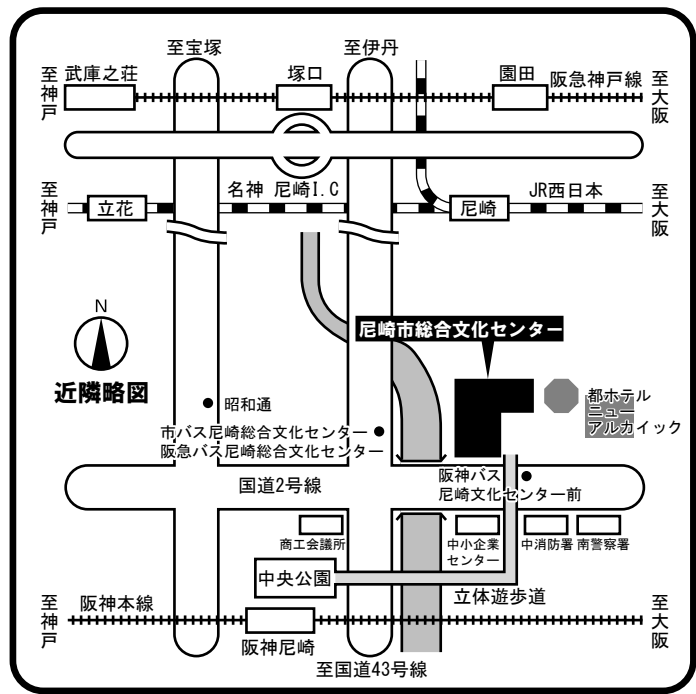 至宝塚
至伊丹
至神戸
武庫之荘
塚口
園田
阪急神戸線
至大阪
至神戸
立花
名神 尼崎I.C
尼崎
JR西日本
至大阪
N
近隣略図
尼崎市総合文化センター
都ホテル
ニュー
アルカイック
昭和通
市バス尼崎総合文化センター
阪急バス尼崎総合文化センター
国道2号線
阪神バス
尼崎文化センター前
商工会議所
中小企業
センター
中消防署
南警察署
中央公園
立体遊歩道
至神戸
阪神本線
阪神尼崎
至大阪
至国道43号線